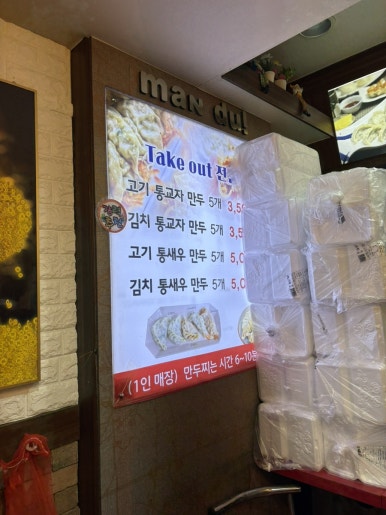 maN du!
Take out 전
고기 통교자 만두 5개 3,5
김치 통교자 만두 5개 3,5
고기 통새우 만두 5개 5,0
김치 통새우 만두 5개 5,0
(1인 매장) 만두찌는 시간 6~10분